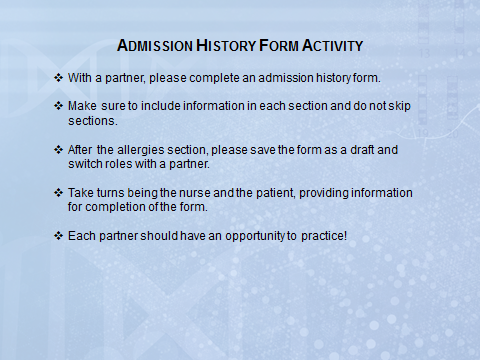 ADMISSION HISTORY FORM ACTIVITY
❖ With a partner, please complete an admission history form.
❖ Make sure to include information in each section and do not skip
sections.
❖ After the allergies section, please save the form as a draft and
switch roles with a partner.
❖ Take turns being the nurse and the patient, providing information
for completion of the form.
❖ Each partner should have an opportunity to practice!